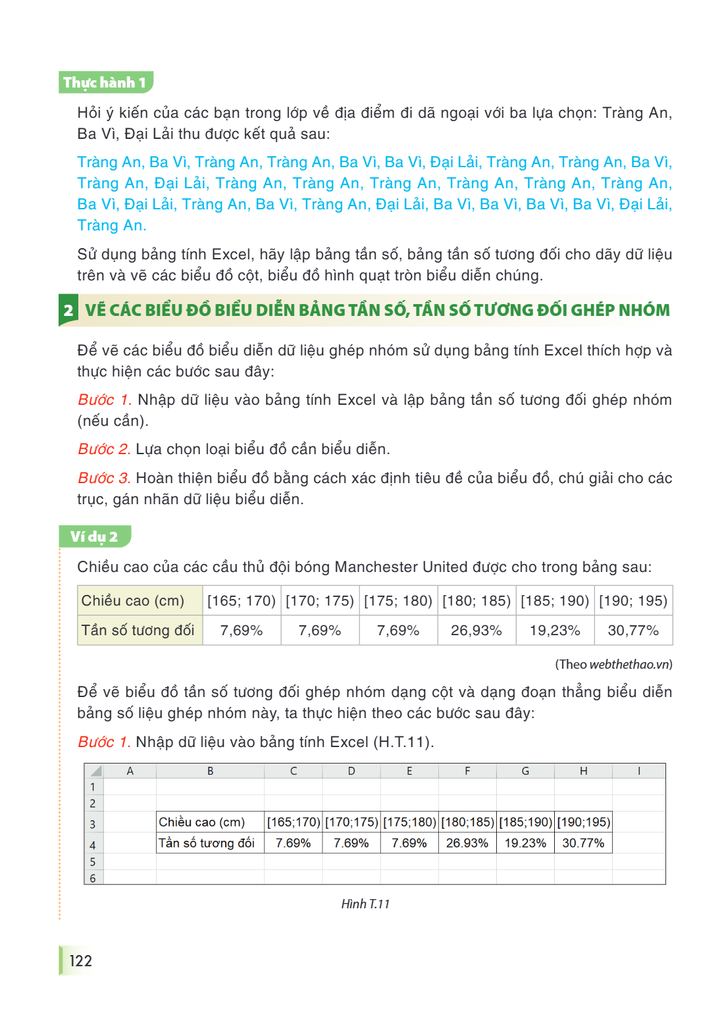 Thực hành 1
Hỏi ý kiến của các bạn trong lớp về địa điểm đi dã ngoại với ba lựa chọn: Tràng An,
Ba Vì, Đại Lải thu được kết quả sau:
Tràng An, Ba Vì, Tràng An, Tràng An, Ba Vì, Ba Vì, Đại Lải, Tràng An, Tràng An, Ba Vì,
Tràng An, Đại Lải, Tràng An, Tràng An, Tràng An, Tràng An, Tràng An, Tràng An,
Ba Vì, Đại Lải, Tràng An, Ba Vì, Tràng An, Đại Lải, Ba Vì, Ba Vì, Ba Vì, Ba Vì, Đại Lải,
Tràng An.
Sử dụng bảng tính Excel, hãy lập bảng tần số, bảng tần số tương đối cho dãy dữ liệu
trên và vẽ các biểu đồ cột, biểu đồ hình quạt tròn biểu diễn chúng.
2 VẼ CÁC BIỂU ĐỒ BIỂU DIỄN BẢNG TẦN SỐ, TẦN SỐ TƯƠNG ĐỐI GHÉP NHÓM
Để vẽ các biểu đồ biểu diễn dữ liệu ghép nhóm sử dụng bảng tính Excel thích hợp và
thực hiện các bước sau đây:
Bước 1. Nhập dữ liệu vào bảng tính Excel và lập bảng tần số tương đối ghép nhóm
(nếu cần).
Bước 2. Lựa chọn loại biểu đồ cần biểu diễn.
Bước 3. Hoàn thiện biểu đồ bằng cách xác định tiêu đề của biểu đồ, chú giải cho các
trục, gán nhãn dữ liệu biểu diễn.
Ví dụ 2
Chiều cao của các cầu thủ đội bóng Manchester United được cho trong bảng sau:
Chiều cao (cm) [165; 170) [170; 175) [175; 180) [180; 185) [185; 190) [190; 195)
Tần số tương đối 7,69% 7,69% 7,69% 26,93% 19,23% 30,77%
(Theo webthethao.vn)
Để vẽ biểu đồ tần số tương đối ghép nhóm dạng cột và dạng đoạn thẳng biểu diễn
bảng số liệu ghép nhóm này, ta thực hiện theo các bước sau đây:
Bước 1. Nhập dữ liệu vào bảng tính Excel (H.T.11).
A B C D E F G H I
1
2
3 Chiều cao (cm) [165;170) [170;175) [175;180) [180;185) [185;190) [190;195)
4 Tần số tương đối 7.69% 7.69% 7.69% 26.93% 19.23% 30.77%
5
6
Hình T.11
122